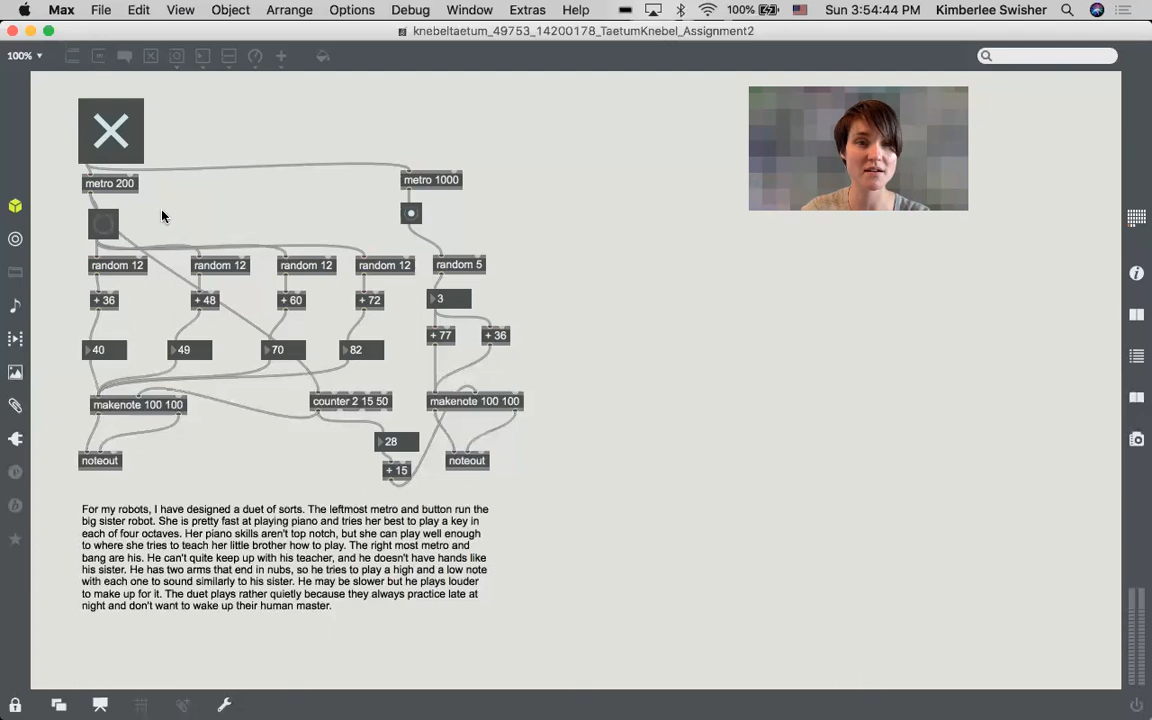 Max File Edit View Object Arrange Options Debug Window Extras Help 100% Sun 3:54:44 PM Kimberlee Swisher
knebeltaetum_49753_14200178_TaetumKnebel_Assignment2
100%
metro 200
metro 1000
random 12 random 12 random 12 random 12 random 5
+ 36 + 48 + 60 + 72 3
+ 77 + 36
40 49 70 82
makenote 100 100 counter 2 15 50 makenote 100 100
28
noteout + 15 noteout
For my robots, I have designed a duet of sorts. The leftmost metro and button run the
big sister robot. She is pretty fast at playing piano and tries her best to play a key in
each of four octaves. Her piano skills aren't top notch, but she can play well enough
to where she tries to teach her little brother how to play. The right most metro and
bang are his. He can't quite keep up with his teacher, and he doesn't have hands like
his sister. He has two arms that end in nubs, so he tries to play a high and a low note
with each one to sound similarly to his sister. He may be slower but he plays louder
to make up for it. The duet plays rather quietly because they always practice late at
night and don't want to wake up their human master.